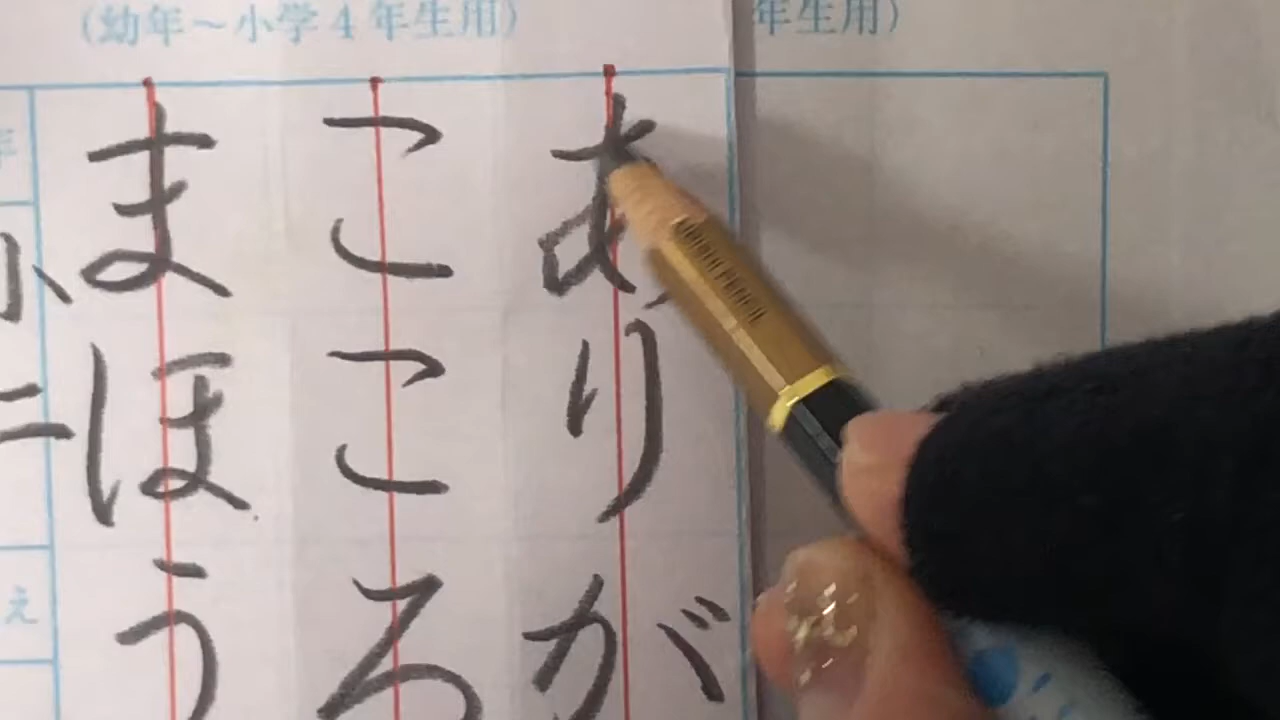 (幼年〜小学4年生用)
年生用)
ありが
こころ
まほう
え